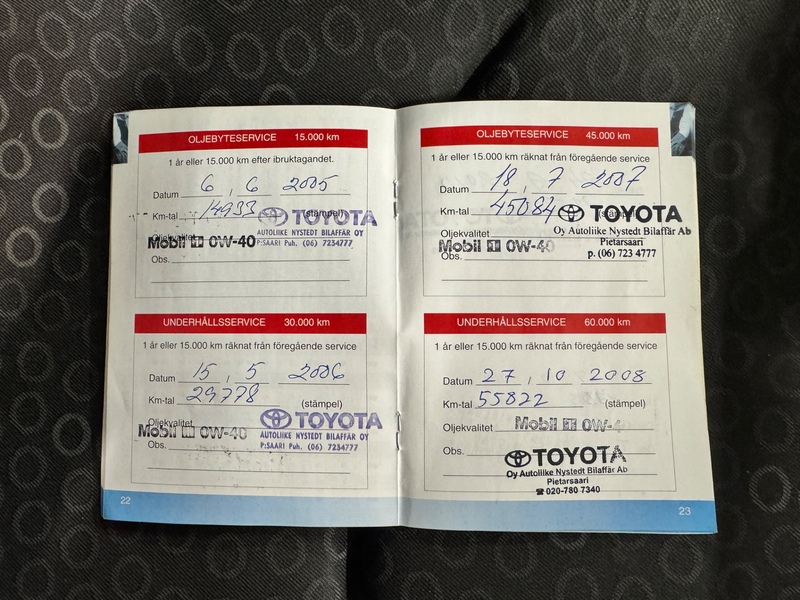 OLJEBYTESERVICE 15.000 km
1 år eller 15.000 km efter ibruktagandet.
Datum 6 , 6 2005
Km-tal 14933 (stämpel)
TOYOTA
AUTOLIIKE NYSTEDT BILAFFÄR OY
P:SAARI Puh. (06) 7234777
Oljekvalitet
Mobil 1 0W-40
Obs.
UNDERHÅLLSSERVICE 30.000 km
1 år eller 15.000 km räknat från föregående service
Datum 15 , 5 2006
Km-tal 29778 (stämpel)
TOYOTA
AUTOLIIKE NYSTEDT BILAFFÄR OY
P:SAARI Puh. (06) 7234777
Oljekvalitet
Mobil 1 0W-40
Obs.
22
OLJEBYTESERVICE 45.000 km
1 år eller 15.000 km räknat från föregående service
Datum 18 , 7 2007
Km-tal 45084 (stämpel)
TOYOTA
Oy Autoliike Nystedt Bilaffär Ab
Pietarsaari
p. (06) 723 4777
Oljekvalitet
Mobil 1 0W-40
Obs.
UNDERHÅLLSSERVICE 60.000 km
1 år eller 15.000 km räknat från föregående service
Datum 27 , 10 2008
Km-tal 55822 (stämpel)
Oljekvalitet Mobil 1 0W-4
Obs.
TOYOTA
Oy Autoliike Nystedt Bilaffär Ab
Pietarsaari
☎ 020-780 7340
23